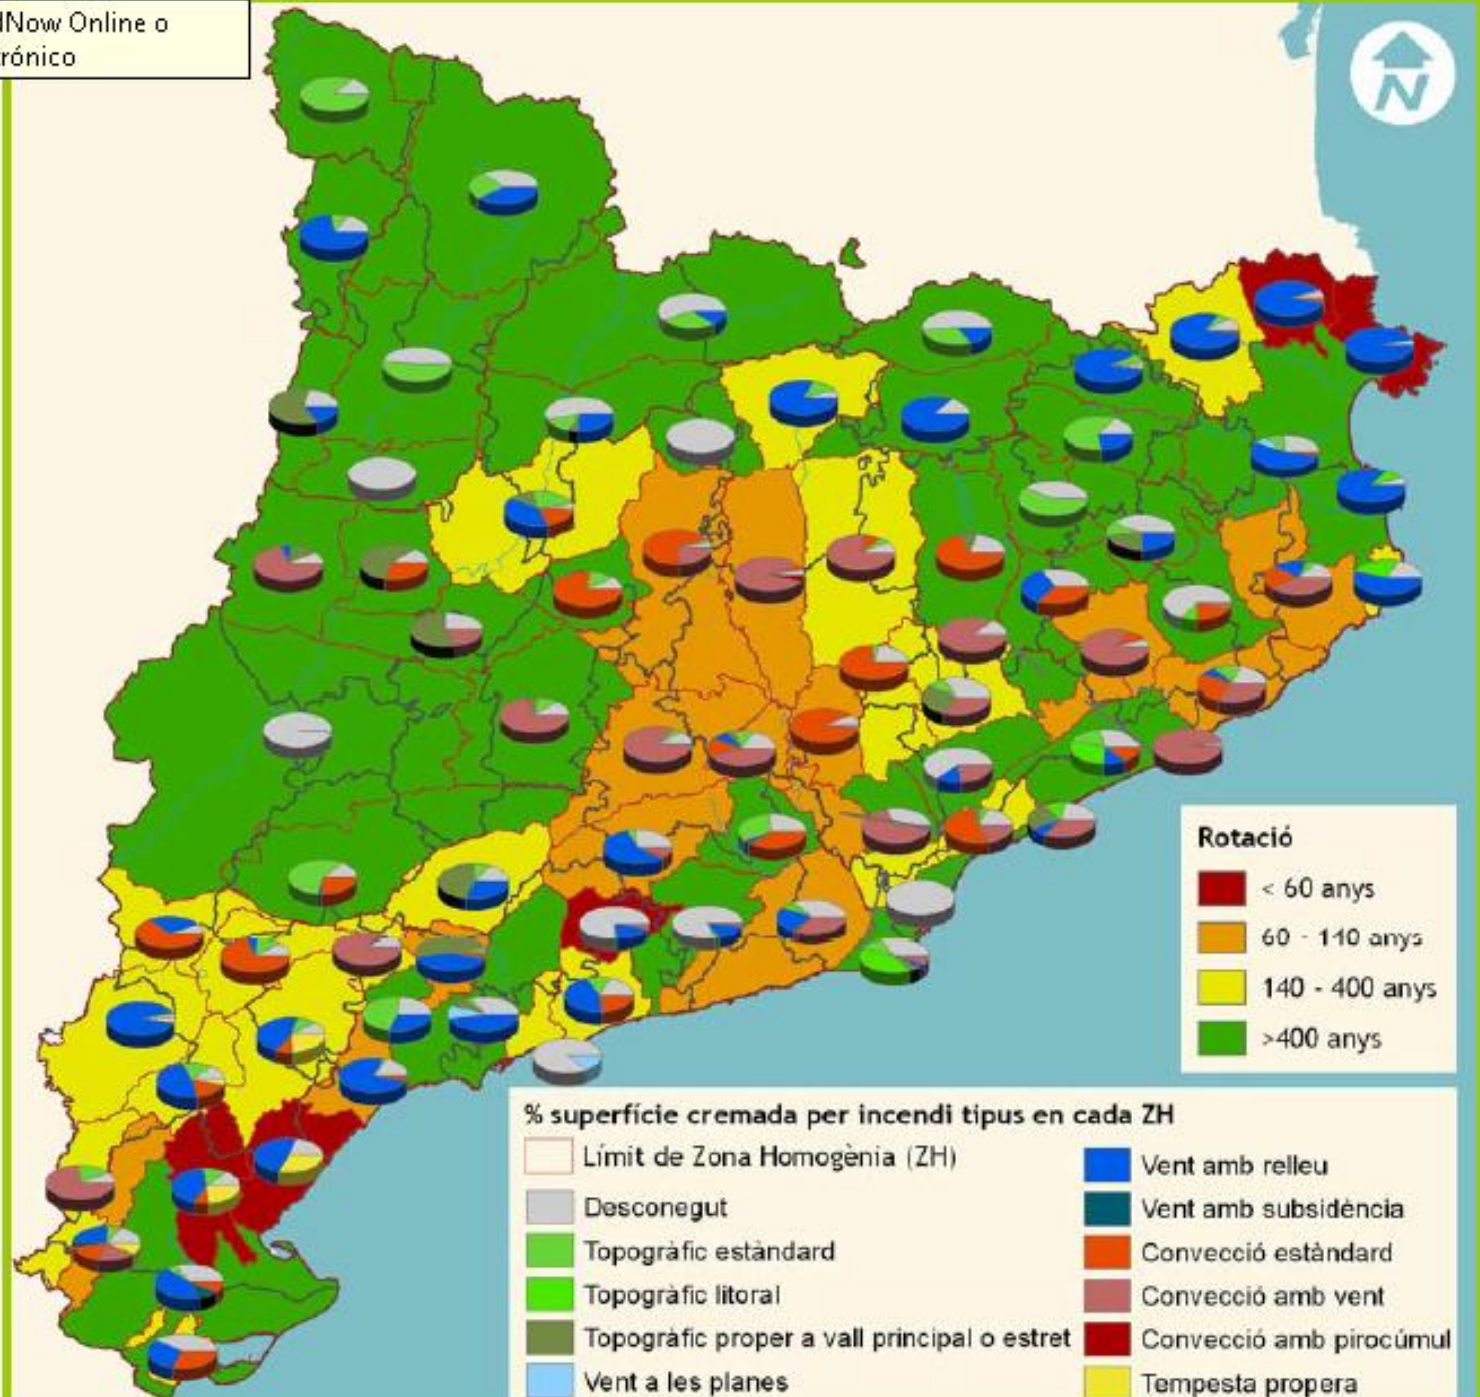 Now Online o
rónico
N
Rotació
< 60 anys
60 - 140 anys
140 - 400 anys
>400 anys
% superfície cremada per incendi tipus en cada ZH
Límit de Zona Homogènia (ZH)
Desconegut
Topogràfic estàndard
Topogràfic litoral
Topogràfic proper a vall principal o estret
Vent a les planes
Vent amb relleu
Vent amb subsidència
Convecció estàndard
Convecció amb vent
Convecció amb pirocúmul
Tempesta propera